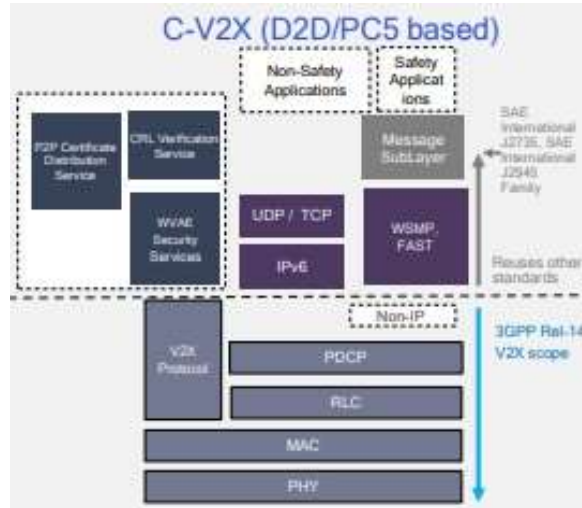 C-V2X (D2D/PC5 based)
Non-Safety
Applications
Safety
Applicat
ions
P2P Certificate
Distribution
Service
CRL Verification
Service
Message
SubLayer
SAE
International
J2735, SAE
International
J2945
Family
WVAE
Security
Services
UDP / TCP
IPv6
WSMP,
FAST
Reuses other
standards
Non-IP
3GPP Rel-14
V2X scope
V2X
Protocol
PDCP
RLC
MAC
PHY